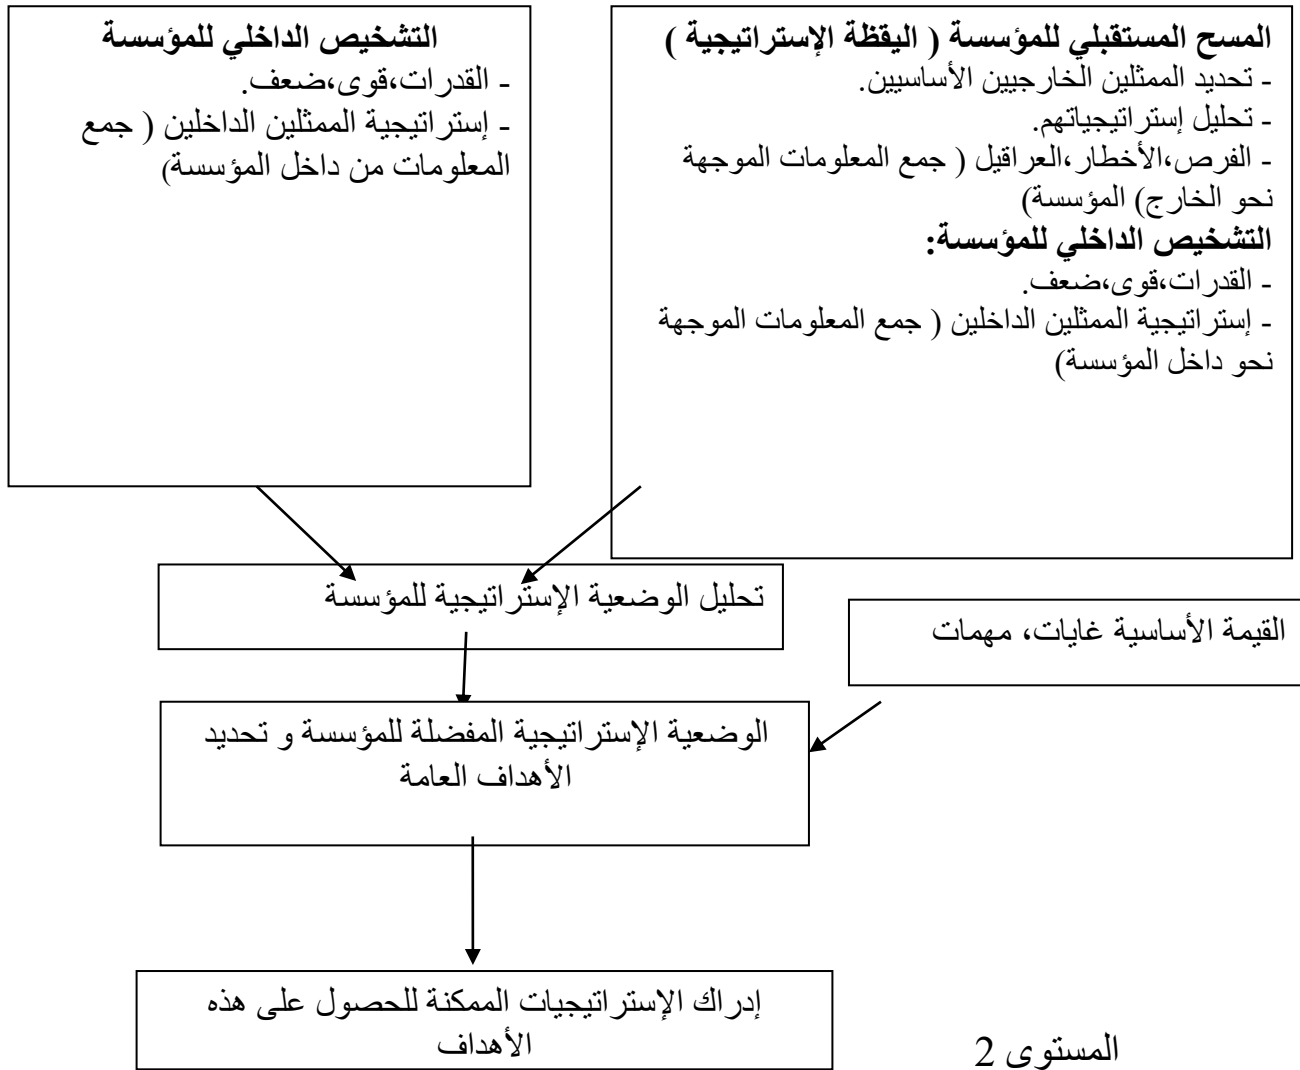 المسح المستقبلي للمؤسسة ( اليقظة الإستراتيجية )
- تحديد الممثلين الخارجيين الأساسيين.
- تحليل إستراتيجياتهم.
- الفرص،الأخطار،العراقيل ( جمع المعلومات الموجهة
نحو الخارج) المؤسسة)
التشخيص الداخلي للمؤسسة:
- القدرات،قوى،ضعف.
- إستراتيجية الممثلين الداخلين ( جمع المعلومات الموجهة
نحو داخل المؤسسة)
التشخيص الداخلي للمؤسسة
- القدرات،قوى،ضعف.
- إستراتيجية الممثلين الداخلين ( جمع
المعلومات من داخل المؤسسة)
تحليل الوضعية الإستراتيجية للمؤسسة
القيمة الأساسية غايات، مهمات
الوضعية الإستراتيجية المفضلة للمؤسسة و تحديد
الأهداف العامة
إدراك الإستراتيجيات الممكنة للحصول على هذه
الأهداف
المستوى 2